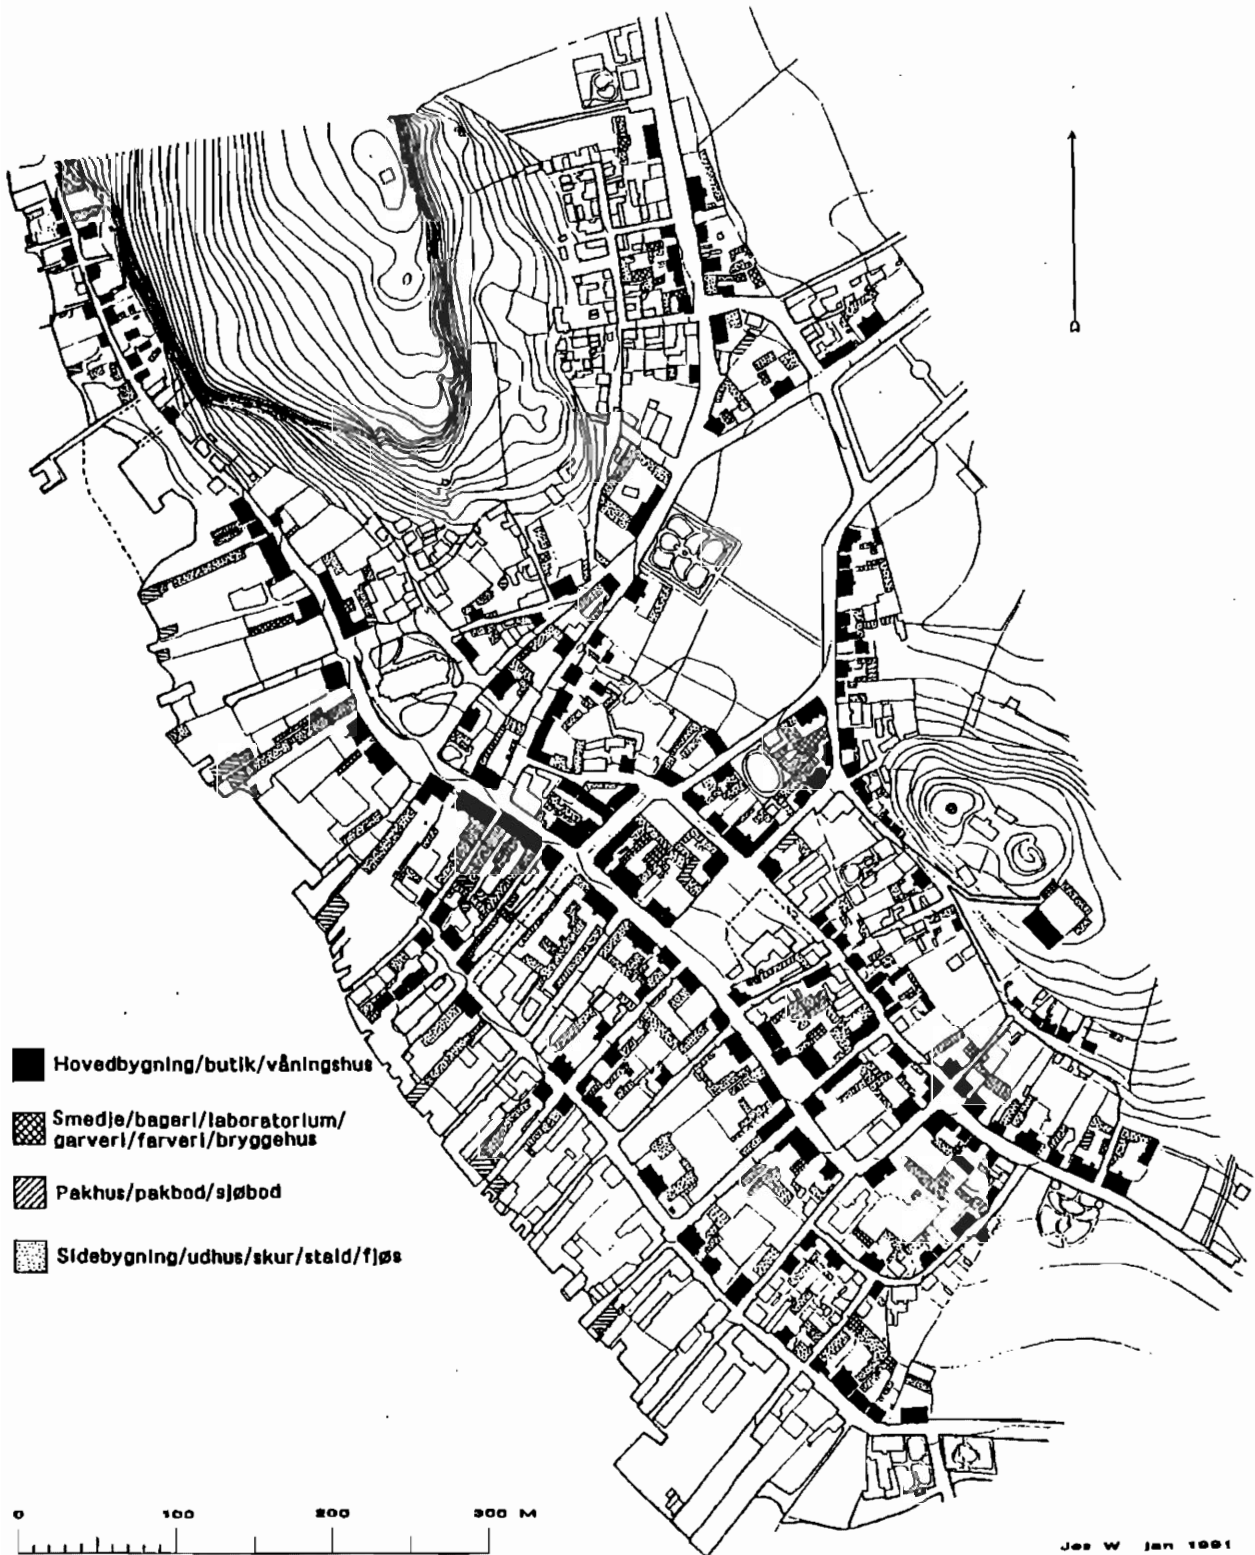 Hovedbygning/butik/våningshus
Smedje/bageri/laboratorium/
garveri/farveri/bryggehus
Pakhus/pakbod/sjøbod
Sidebygning/udhus/skur/stald/fjøs
0 100 200 300 M
Jes W jan 1991